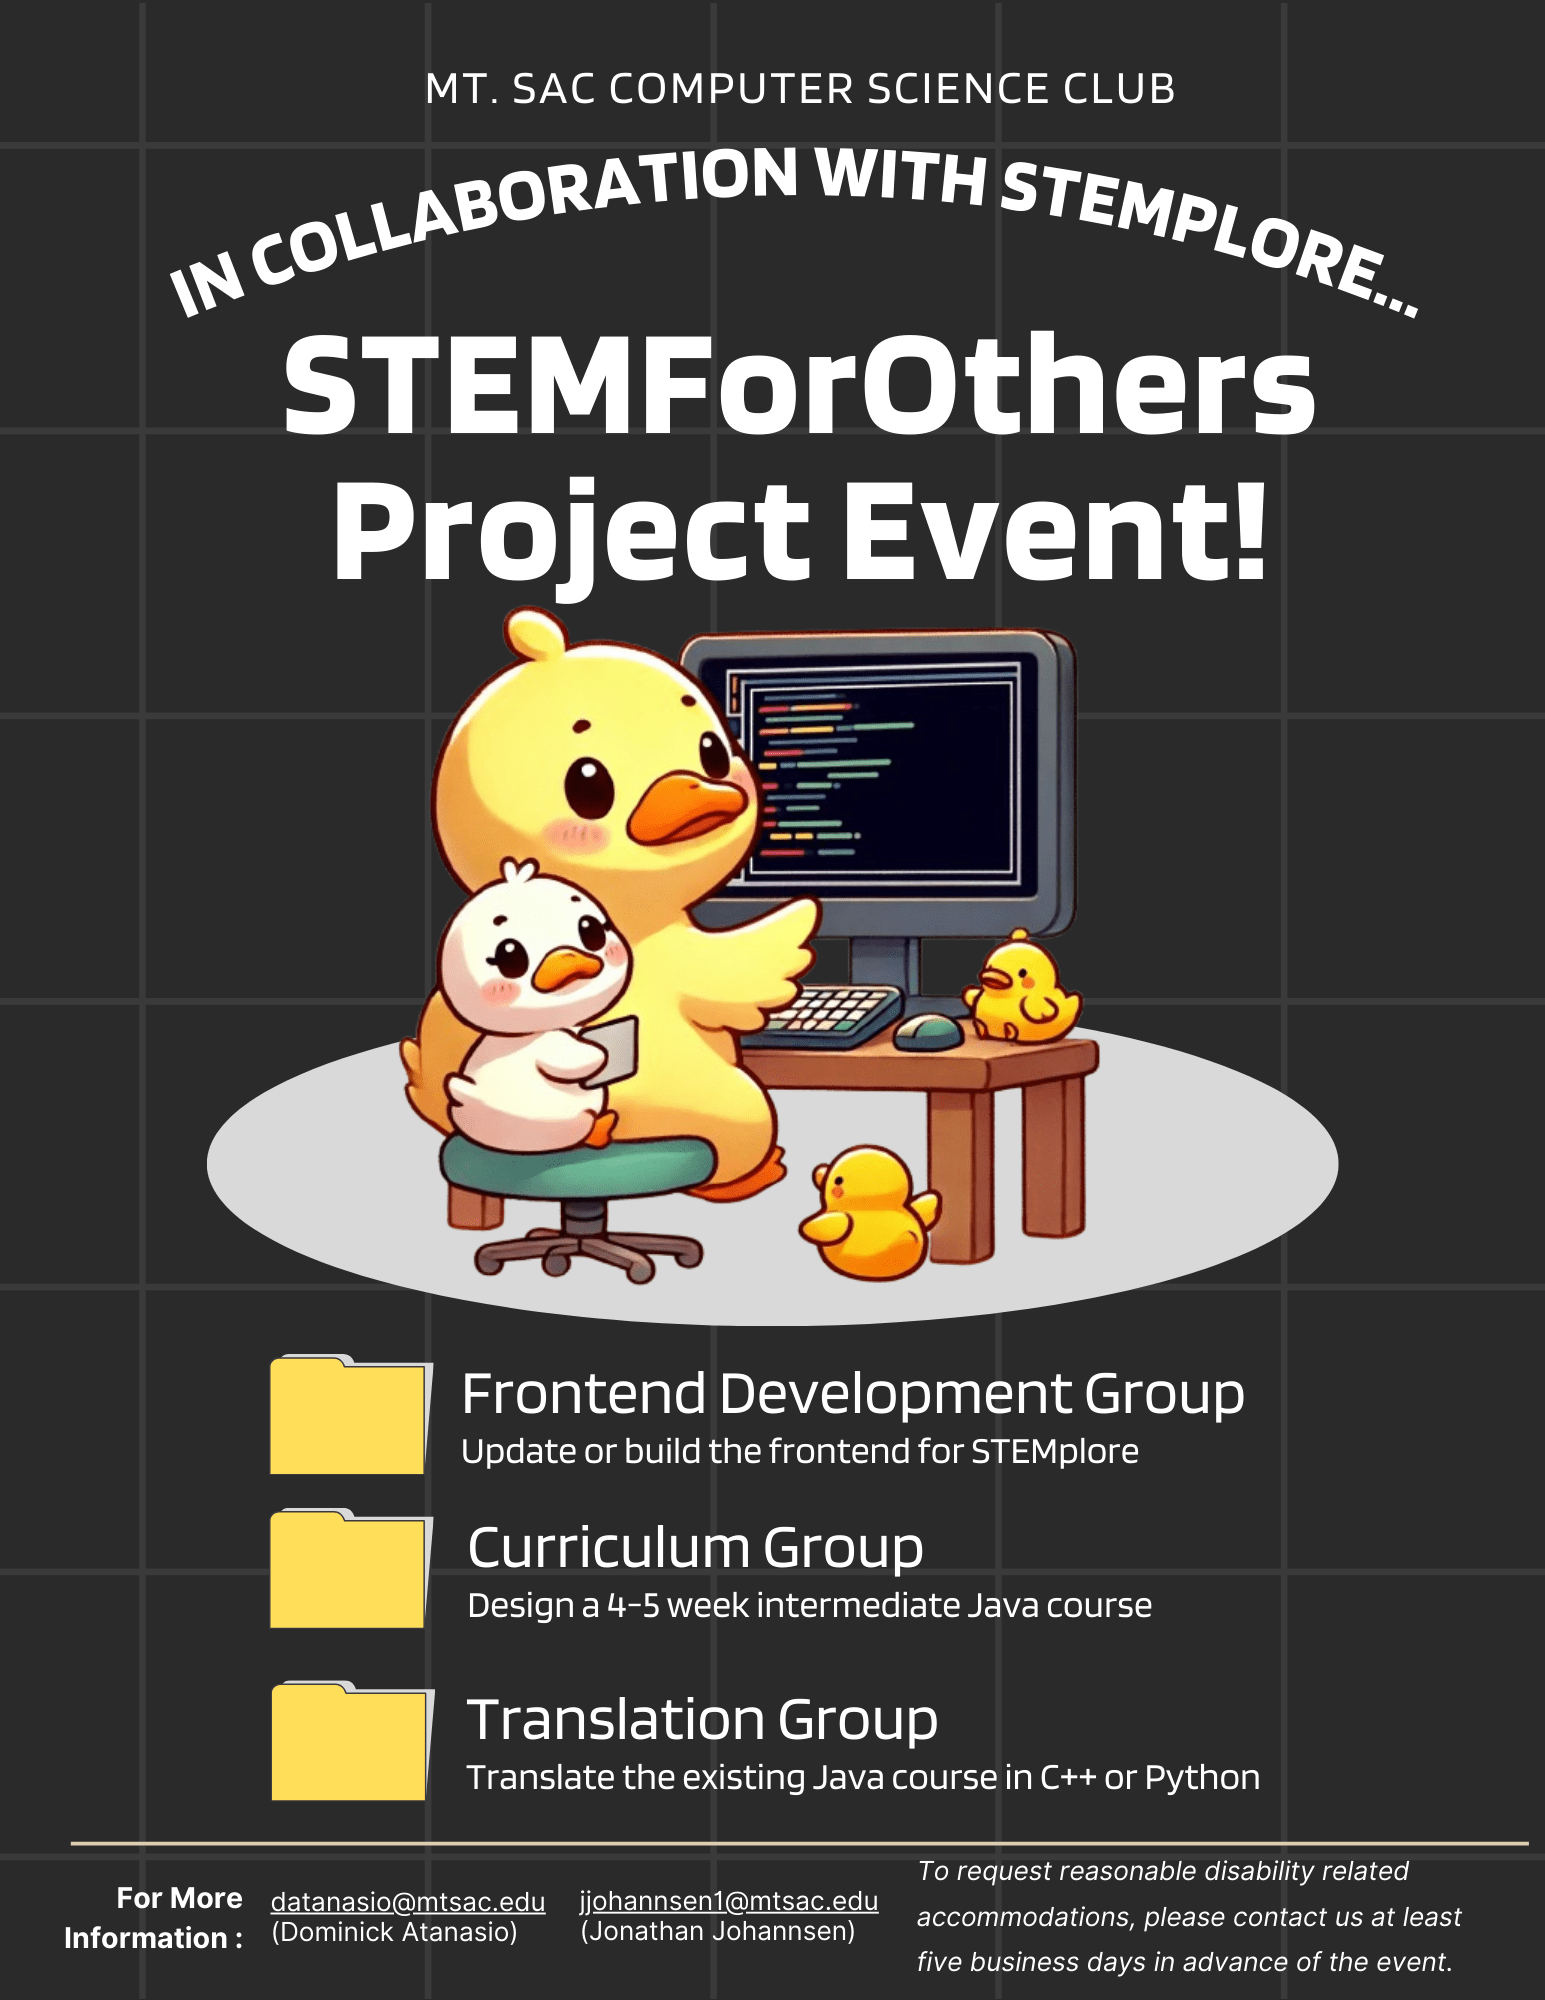 MT. SAC COMPUTER SCIENCE CLUB
IN COLLABORATION WITH STEMPLORE...
STEMForOthers
Project Event!
Frontend Development Group
Update or build the frontend for STEMplore
Curriculum Group
Design a 4-5 week intermediate Java course
Translation Group
Translate the existing Java course in C++ or Python
For More
Information :
datanasio@mtsac.edu
(Dominick Atanasio)
jjohannsen1@mtsac.edu
(Jonathan Johannsen)
To request reasonable disability related
accommodations, please contact us at least
five business days in advance of the event.